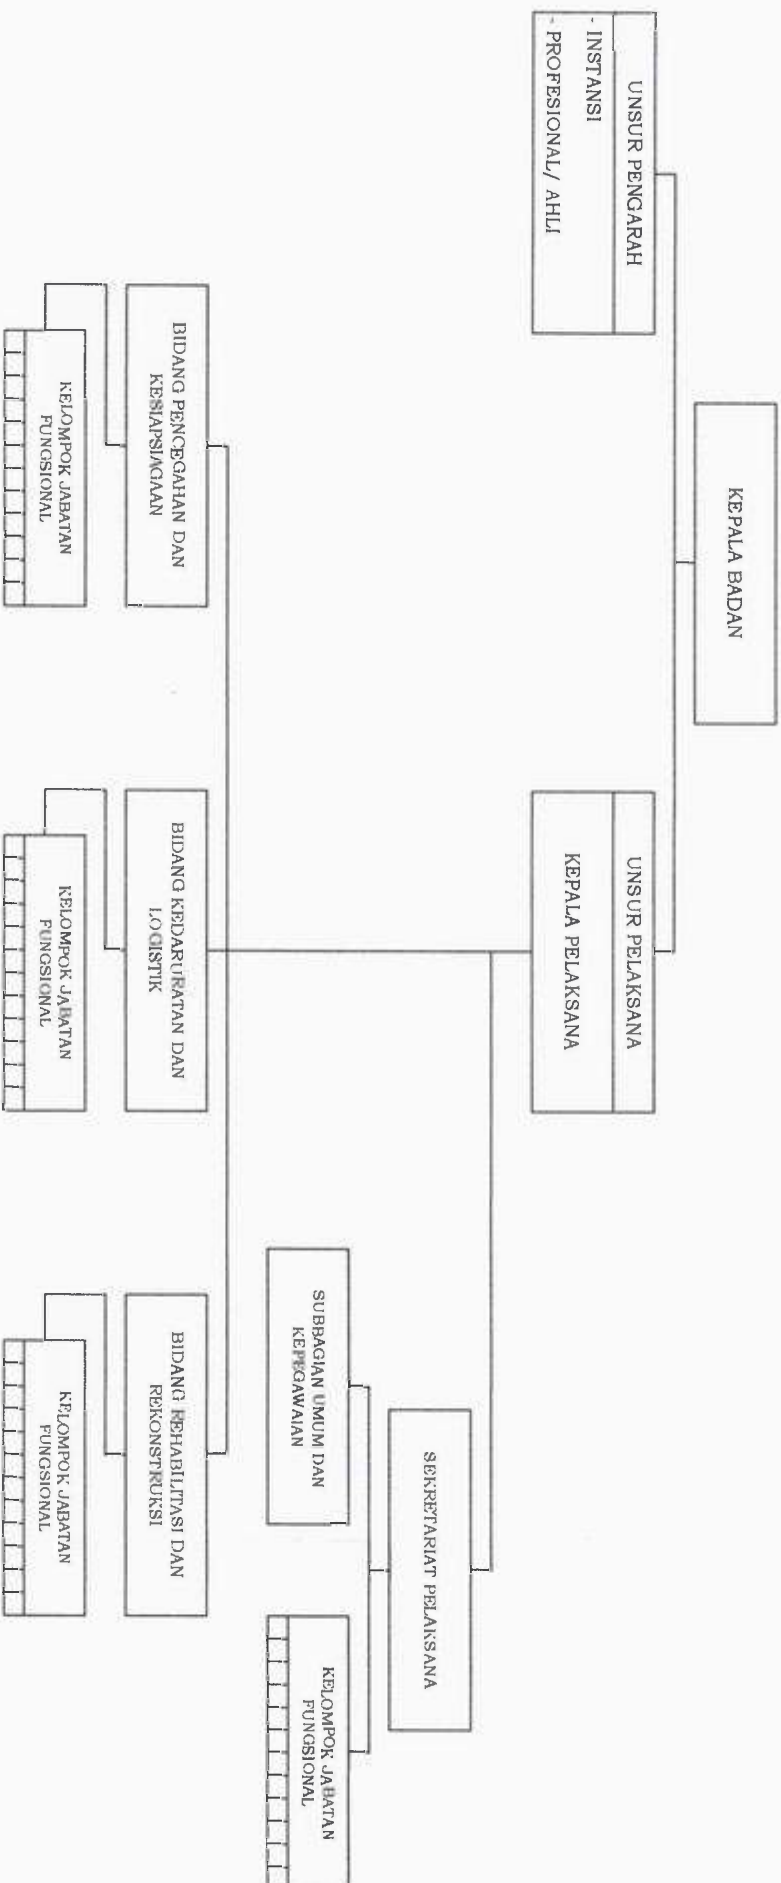 KEPALA BADAN
UNSUR PENGARAH
- INSTANSI
- PROFESIONAL/ AHLI
UNSUR PELAKSANA
KEPALA PELAKSANA
SEKRETARIAT PELAKSANA
SUBBAGIAN UMUM DAN
KEPEGAWAIAN
KELOMPOK JABATAN
FUNGSIONAL
BIDANG PENCEGAHAN DAN
KESIAPSIAGAAN
BIDANG KEDARURATAN DAN
LOGISTIK
BIDANG REHABILITASI DAN
REKONSTRUKSI
KELOMPOK JABATAN
FUNGSIONAL
KELOMPOK JABATAN
FUNGSIONAL
KELOMPOK JABATAN
FUNGSIONAL